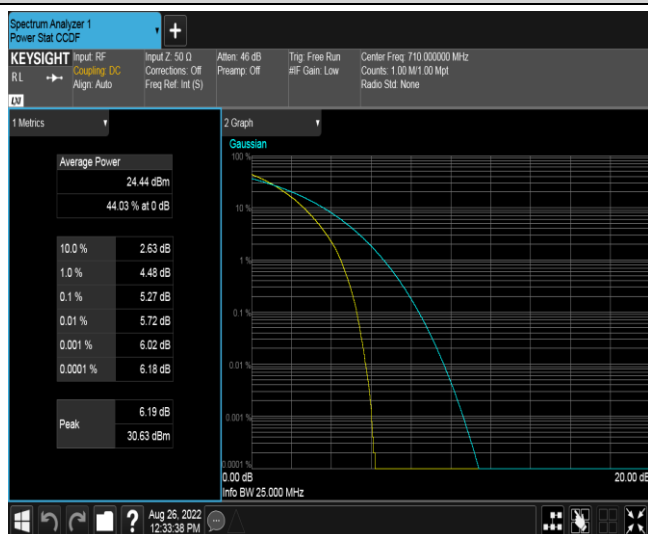 Spectrum Analyzer 1
Power Stat CCDF
+
KEYSIGHT
R L
LXI
Input: RF
Coupling: DC
Align: Auto
Input Z: 50 Ω
Corrections: Off
Freq Ref: Int (S)
Atten: 46 dB
Preamp: Off
Trig: Free Run
#IF Gain: Low
Center Freq: 710.000000 MHz
Counts: 1.00 M/1.00 Mpt
Radio Std: None
1 Metrics
Average Power
24.44 dBm
44.03 % at 0 dB
10.0 % 2.63 dB
1.0 % 4.48 dB
0.1 % 5.27 dB
0.01 % 5.72 dB
0.001 % 6.02 dB
0.0001 % 6.18 dB
Peak
6.19 dB
30.63 dBm
2 Graph
Gaussian
100 %
10 %
1 %
0.1 %
0.01 %
0.001 %
0.0001 %
0.00 dB 20.00 dB
Info BW 25.000 MHz
?
Aug 26, 2022
12:33:38 PM